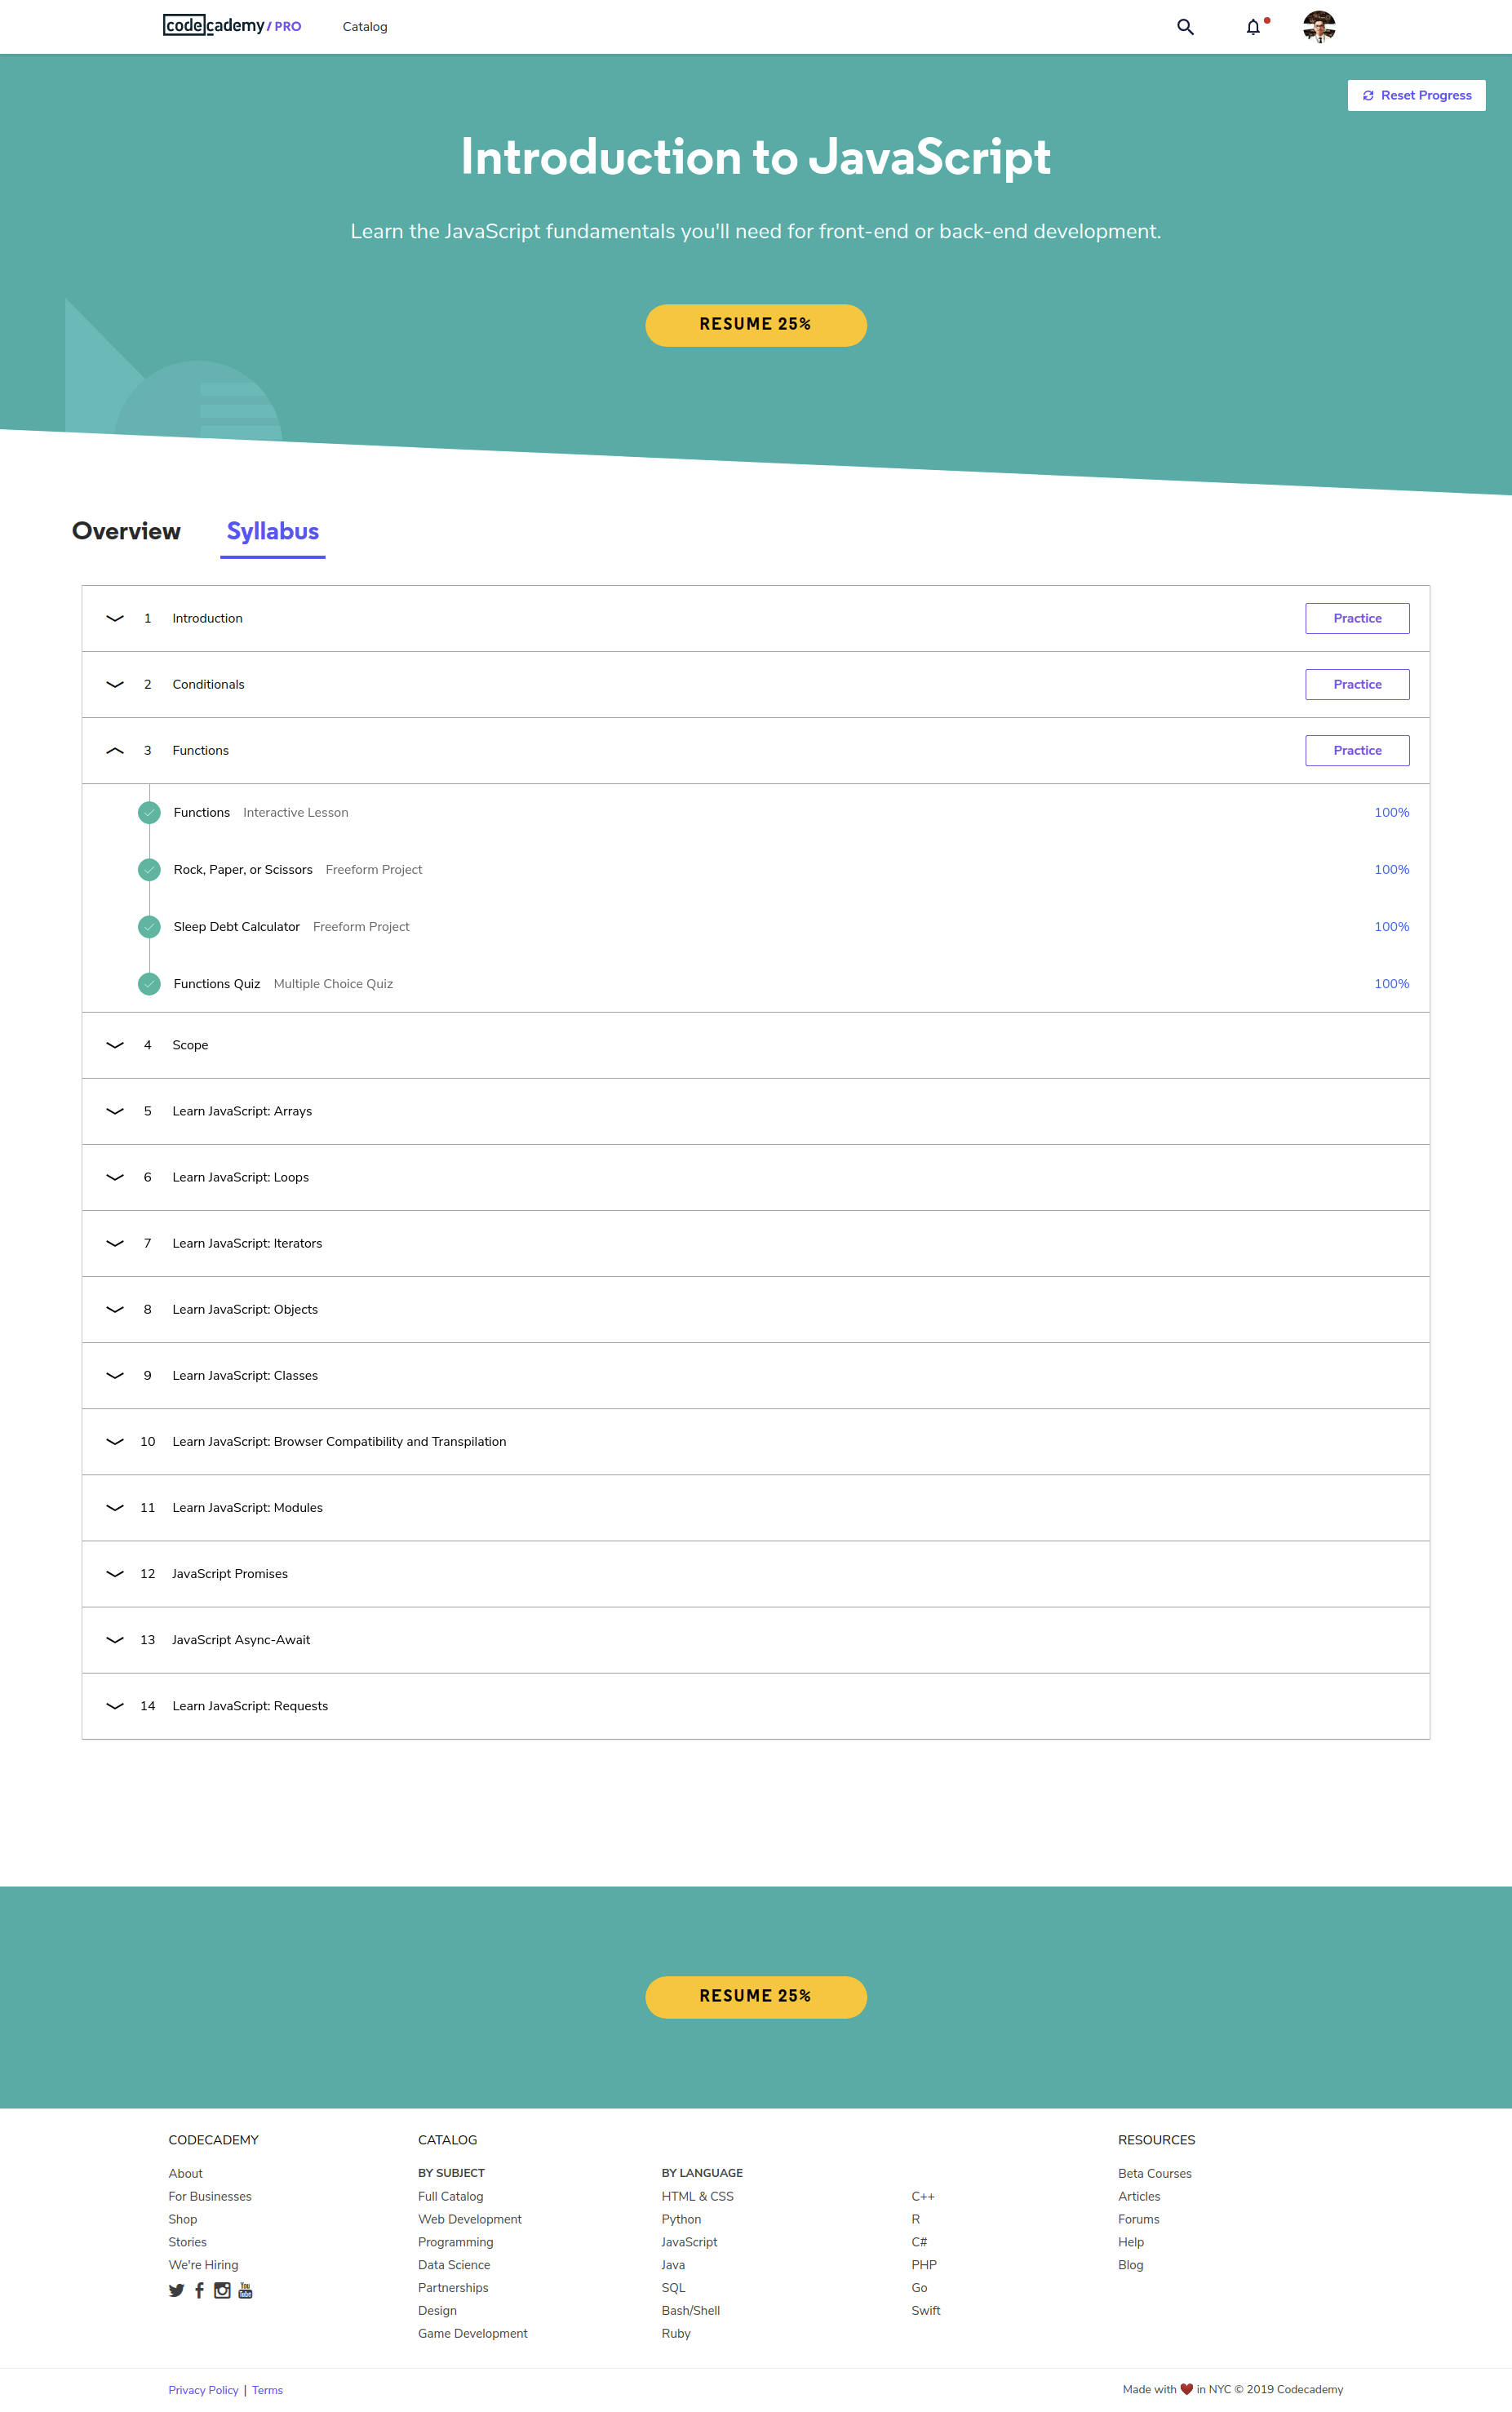 codecademy / PRO Catalog
Reset Progress
Introduction to JavaScript
Learn the JavaScript fundamentals you'll need for front-end or back-end development.
RESUME 25%
Overview Syllabus
1 Introduction Practice
2 Conditionals Practice
3 Functions Practice
Functions Interactive Lesson 100%
Rock, Paper, or Scissors Freeform Project 100%
Sleep Debt Calculator Freeform Project 100%
Functions Quiz Multiple Choice Quiz 100%
4 Scope
5 Learn JavaScript: Arrays
6 Learn JavaScript: Loops
7 Learn JavaScript: Iterators
8 Learn JavaScript: Objects
9 Learn JavaScript: Classes
10 Learn JavaScript: Browser Compatibility and Transpilation
11 Learn JavaScript: Modules
12 JavaScript Promises
13 JavaScript Async-Await
14 Learn JavaScript: Requests
RESUME 25%
CODECADEMY
About
For Businesses
Shop
Stories
We're Hiring
You
Tube
CATALOG
BY SUBJECT
Full Catalog
Web Development
Programming
Data Science
Partnerships
Design
Game Development
BY LANGUAGE
HTML & CSS
Python
JavaScript
Java
SQL
Bash/Shell
Ruby
C++
R
C#
PHP
Go
Swift
RESOURCES
Beta Courses
Articles
Forums
Help
Blog
Privacy Policy | Terms
Made with ❤️ in NYC © 2019 Codecademy